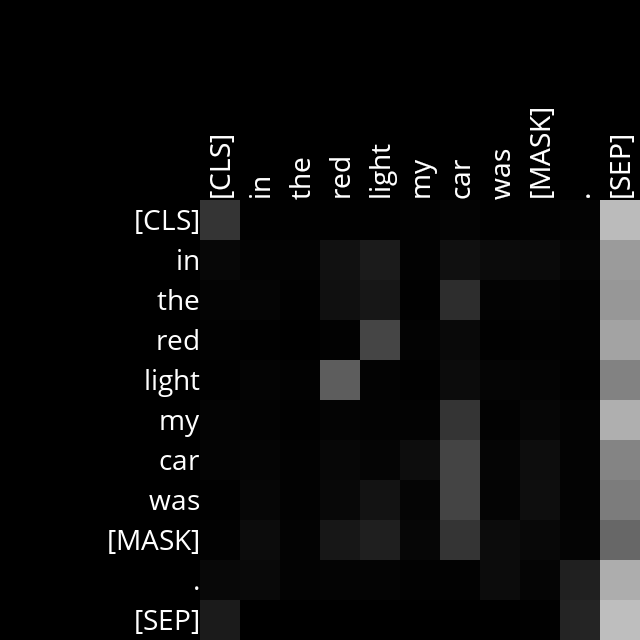 [CLS] in the red light my car was [MASK] . [SEP]
[CLS]
in
the
red
light
my
car
was
[MASK]
.
[SEP]